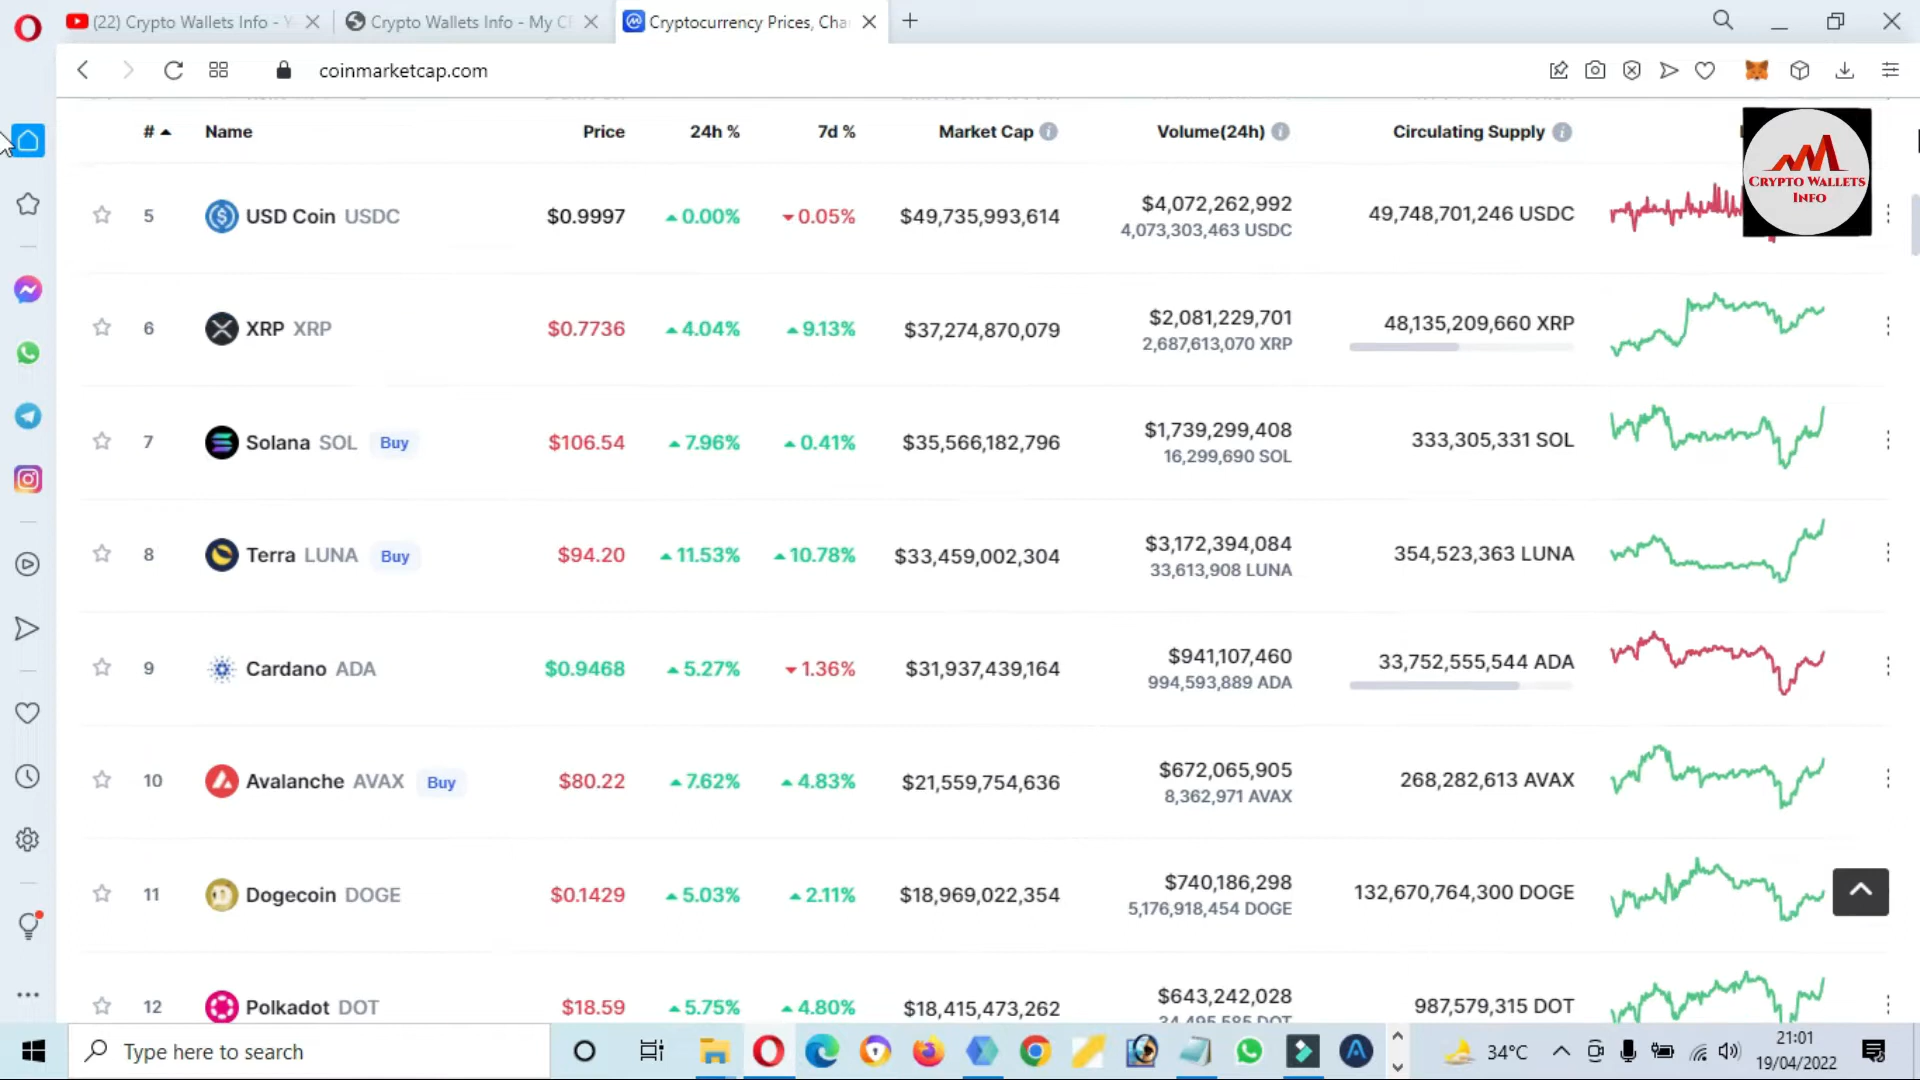 (22) Crypto Wallets Info - Y
Crypto Wallets Info - My C
Cryptocurrency Prices, Cha
coinmarketcap.com
# Name Price 24h % 7d % Market Cap Volume(24h) Circulating Supply
CRYPTO WALLETS
INFO
5 USD Coin USDC $0.9997 0.00% 0.05% $49,735,993,614 $4,072,262,992 49,748,701,246 USDC
4,073,303,463 USDC
6 XRP XRP $0.7736 4.04% 9.13% $37,274,870,079 $2,081,229,701 48,135,209,660 XRP
2,687,613,070 XRP
7 Solana SOL Buy $106.54 7.96% 0.41% $35,566,182,796 $1,739,299,408 333,305,331 SOL
16,299,690 SOL
8 Terra LUNA Buy $94.20 11.53% 10.78% $33,459,002,304 $3,172,394,084 354,523,363 LUNA
33,613,908 LUNA
9 Cardano ADA $0.9468 5.27% 1.36% $31,937,439,164 $941,107,460 33,752,555,544 ADA
994,593,889 ADA
10 Avalanche AVAX Buy $80.22 7.62% 4.83% $21,559,754,636 $672,065,905 268,282,613 AVAX
8,362,971 AVAX
11 Dogecoin DOGE $0.1429 5.03% 2.11% $18,969,022,354 $740,186,298 132,670,764,300 DOGE
5,176,918,454 DOGE
12 Polkadot DOT $18.59 5.75% 4.80% $18,415,473,262 $643,242,028 987,579,315 DOT
34,495,585 DOT
Type here to search
34°C
21:01
19/04/2022